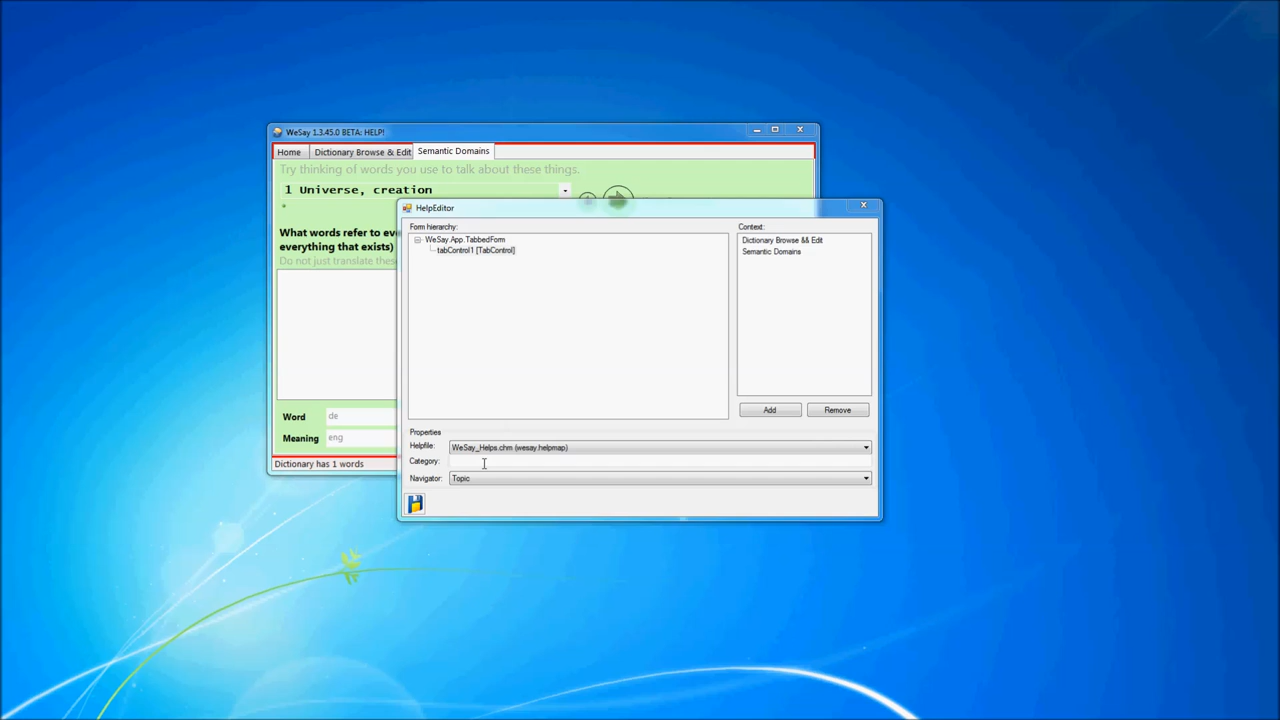 WeSay 1.3.45.0 BETA: HELP!
Home
Dictionary Browse & Edit
Semantic Domains
Try thinking of words you use to talk about these things.
1 Universe, creation
What words refer to eve
everything that exists)
Do not just translate these
Word
de
Meaning
eng
Dictionary has 1 words
HelpEditor
Form hierarchy:
WeSay.App.TabbedForm
tabControl1 [TabControl]
Context:
Dictionary Browse && Edit
Semantic Domains
Add
Remove
Properties
Helpfile:
WeSay_Helps.chm (wesay.helpmap)
Category:
Navigator:
Topic